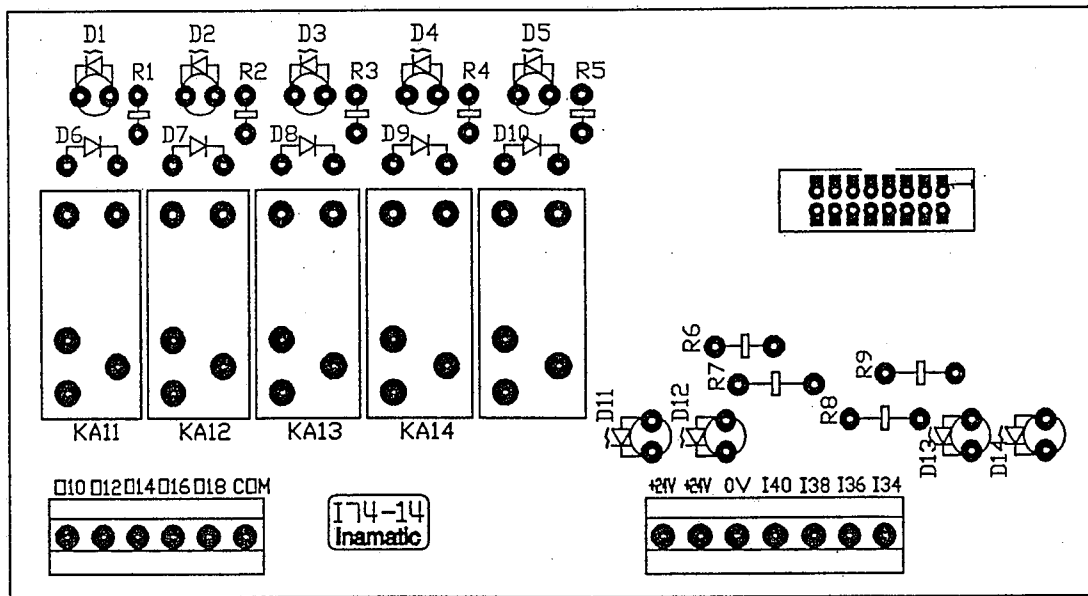 D1 D2 D3 D4 D5
R1 R2 R3 R4 R5
D6 D7 D8 D9 D10
R6
R7
R9
R8
D11
D12
D13
D14
KA11 KA12 KA13 KA14
O10 O12 O14 O16 O18 COM
+24V +24V 0V I40 I38 I36 I34
I74-14
Inamatic